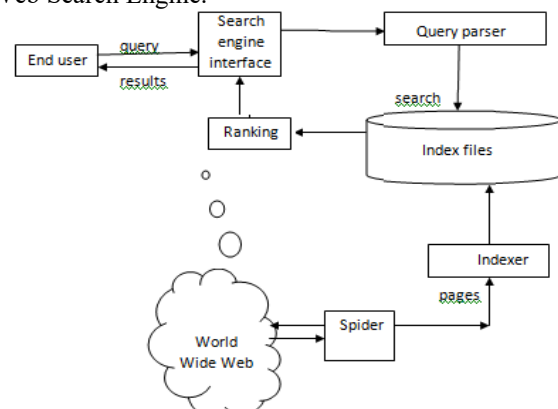 Web Search Engine.
Search
engine
interface
Query parser
End user
query
results
search
Ranking
Index files
Indexer
pages
Spider
World
Wide Web